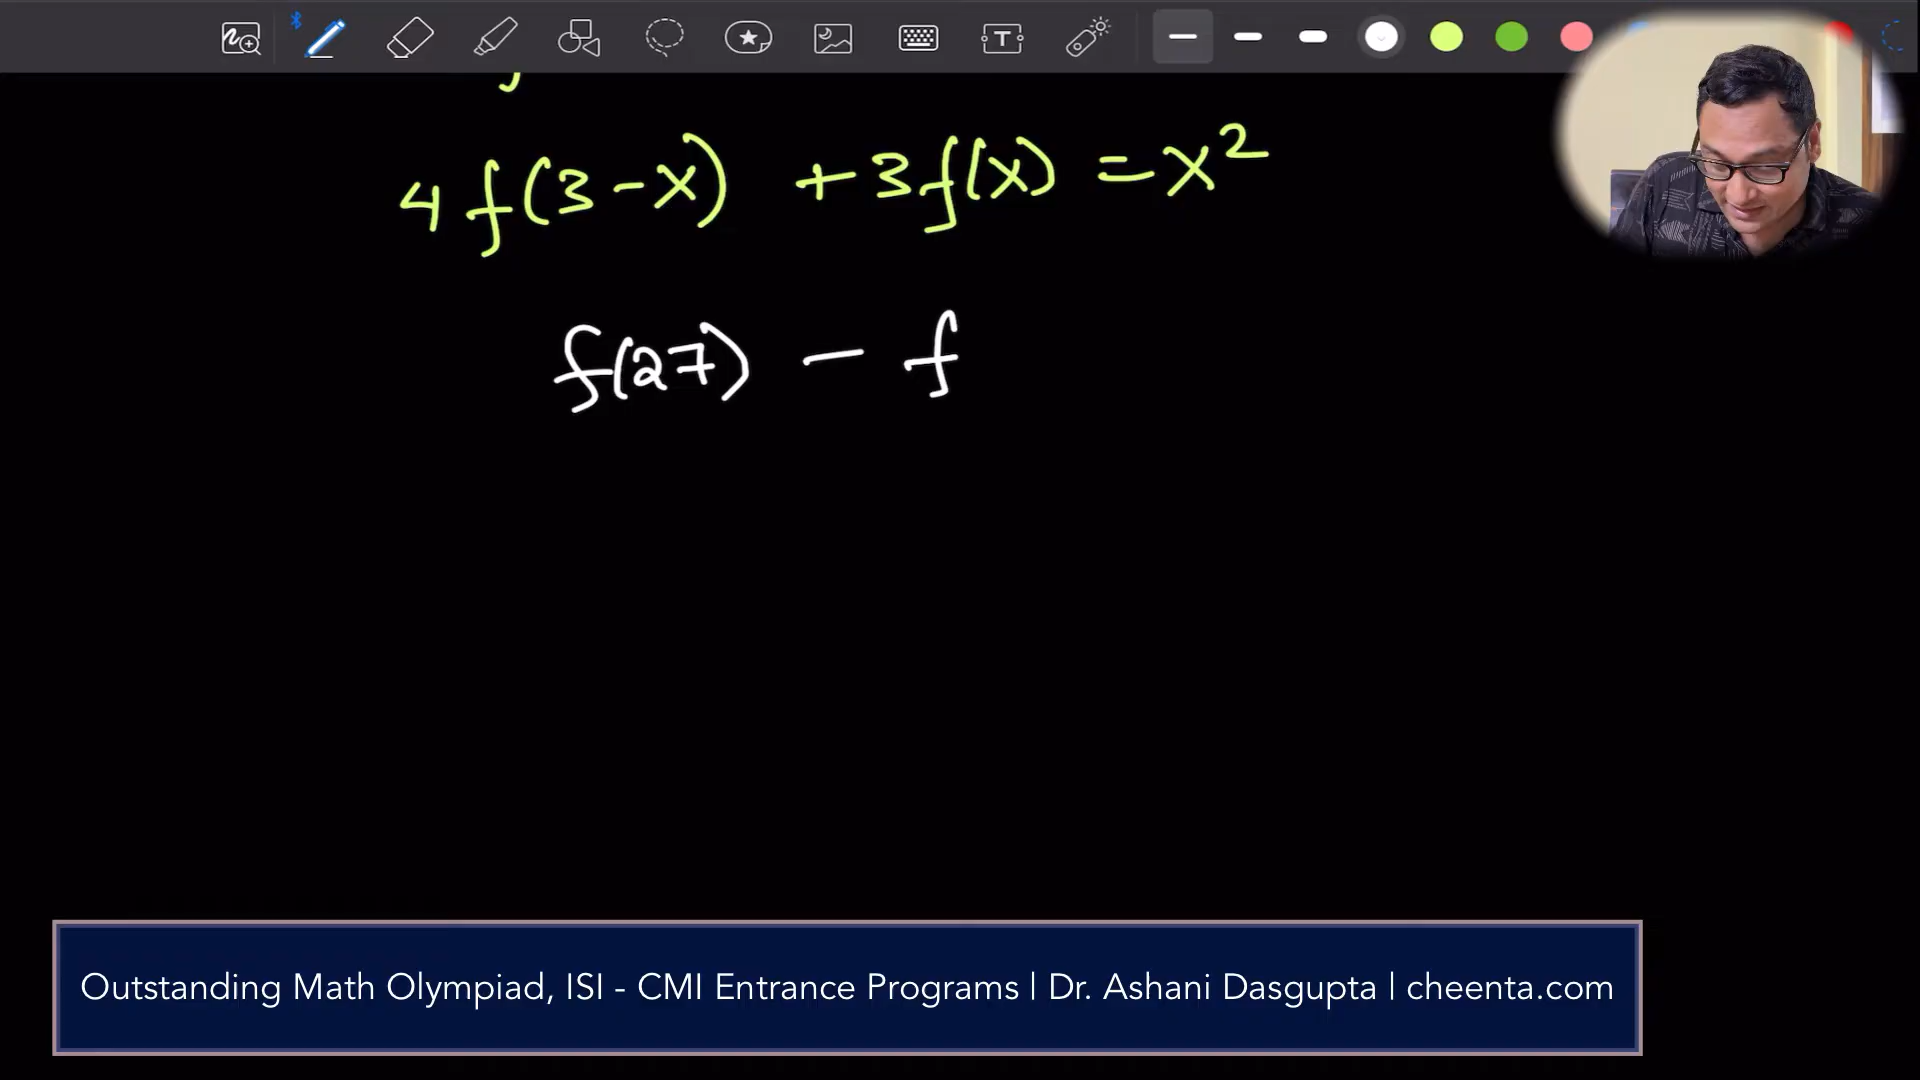 4f(3-x) +3f(x) = x²
f(27) - f
Outstanding Math Olympiad, ISI - CMI Entrance Programs | Dr. Ashani Dasgupta | cheenta.com